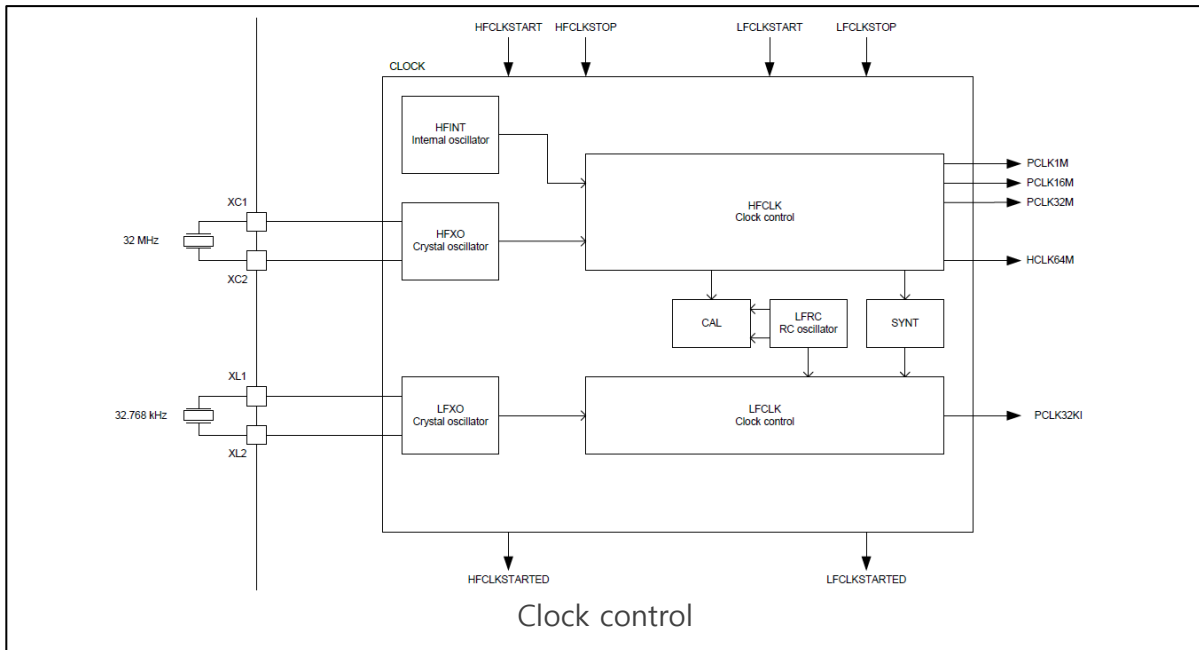 HFCLKSTART HFCLKSTOP LFCLKSTART LFCLKSTOP
CLOCK
HFINT
Internal oscillator
PCLK1M
PCLK16M
PCLK32M
XC1
HFCLK
Clock control
32 MHz
HFXO
Crystal oscillator
XC2
HCLK64M
CAL
LFRC
RC oscillator
SYNT
XL1
32.768 kHz
LFXO
Crystal oscillator
LFCLK
Clock control
PCLK32KI
XL2
HFCLKSTARTED LFCLKSTARTED
Clock control